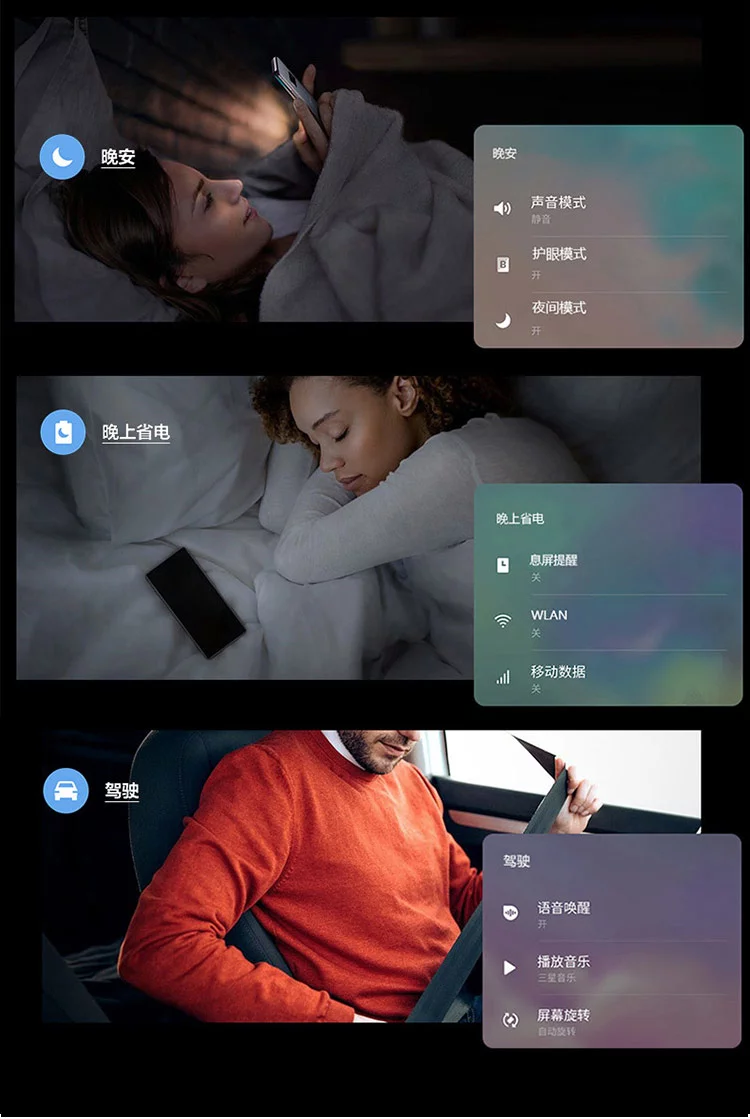 晚安
晚安
声音模式
静音
护眼模式
开
夜间模式
开
晚上省电
晚上省电
息屏提醒
关
WLAN
关
移动数据
关
驾驶
驾驶
语音唤醒
开
播放音乐
三星音乐
屏幕旋转
自动旋转